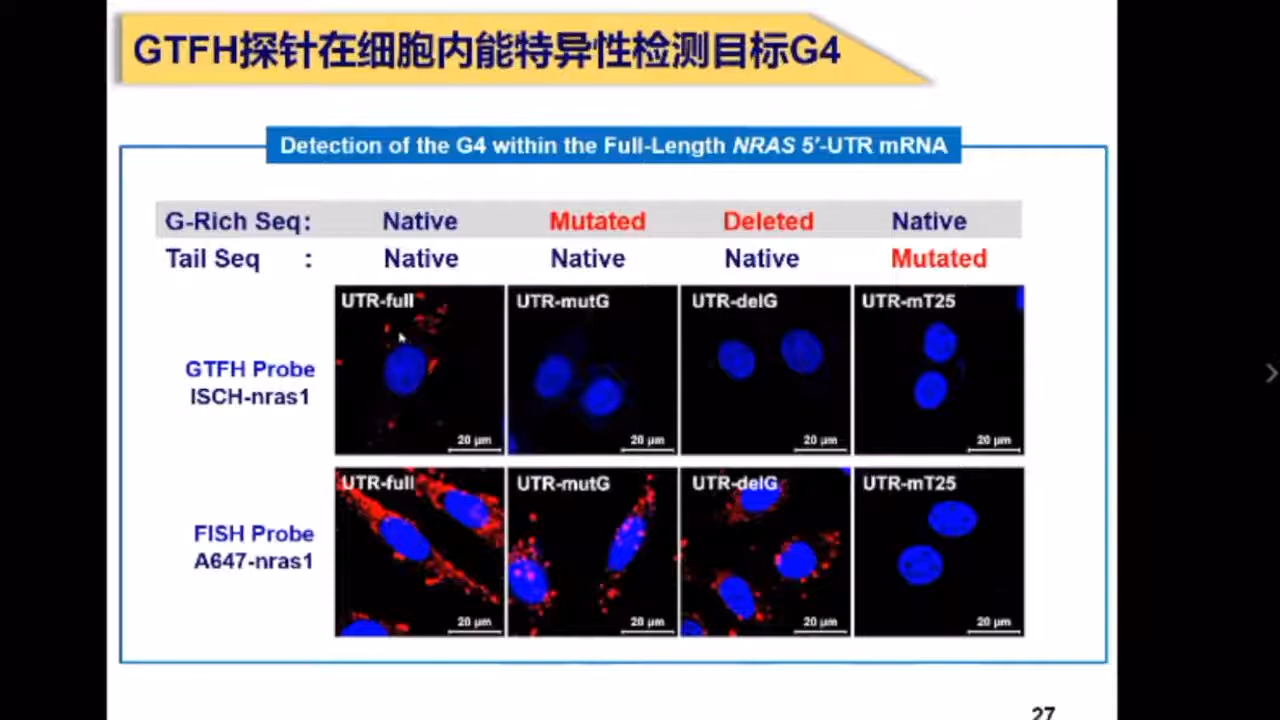 GTFH探针在细胞内能特异性检测目标G4
Detection of the G4 within the Full-Length NRAS 5′-UTR mRNA
G-Rich Seq: Native Mutated Deleted Native
Tail Seq : Native Native Native Mutated
GTFH Probe
ISCH-nras1
UTR-full UTR-mutG UTR-delG UTR-mT25
20 μm 20 μm 20 μm 20 μm
FISH Probe
A647-nras1
UTR-full UTR-mutG UTR-delG UTR-mT25
20 μm 20 μm 20 μm 20 μm
27